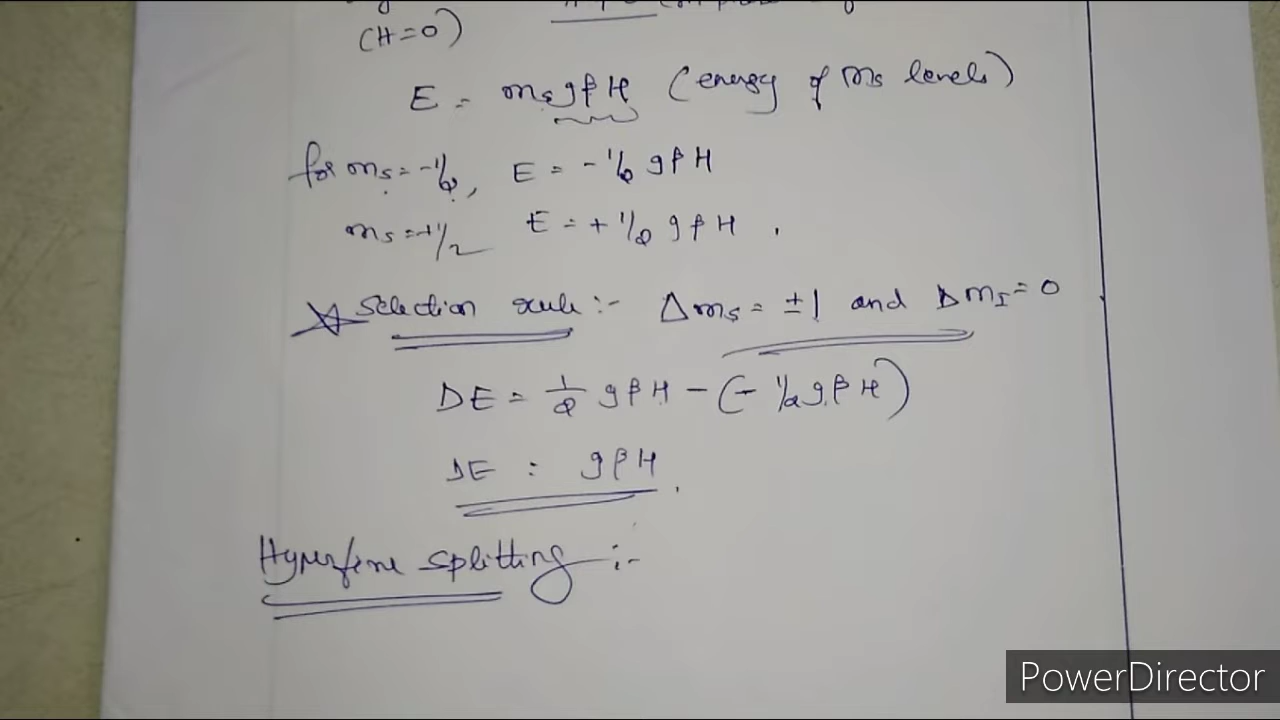 (H=0)
E = msgβH (energy of ms levels)
for ms = -1/2, E = -1/2 gβH
ms = +1/2 E = +1/2 gβH .
Selection rule :- Δms = ±1 and ΔmI = 0
ΔE = 1/2 gβH - (- 1/2 gβH)
ΔE = gβH .
Hyperfine splitting :-
PowerDirector